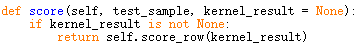 def score(self, test_sample, kernel_result = None):
    if kernel_result is not None:
        return self.score_row(kernel_result)